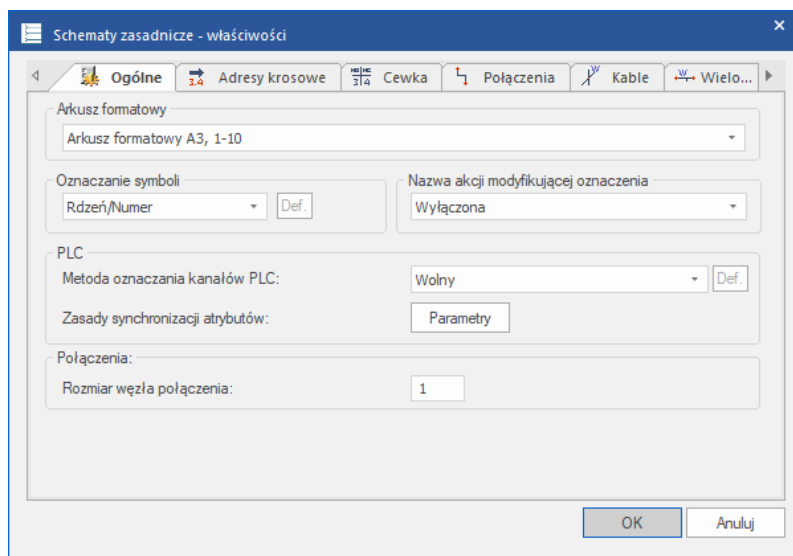 Schematy zasadnicze - właściwości
Ogólne 3.4 Adresy krosowe Cewka Połączenia W Kable W Wielo...
Arkusz formatowy
Arkusz formatowy A3, 1-10
Oznaczanie symboli Nazwa akcji modyfikującej oznaczenia
Rdzeń/Numer Def. Wyłączona
PLC
Metoda oznaczania kanałów PLC: Wolny Def.
Zasady synchronizacji atrybutów: Parametry
Połączenia:
Rozmiar węzła połączenia: 1
OK Anuluj